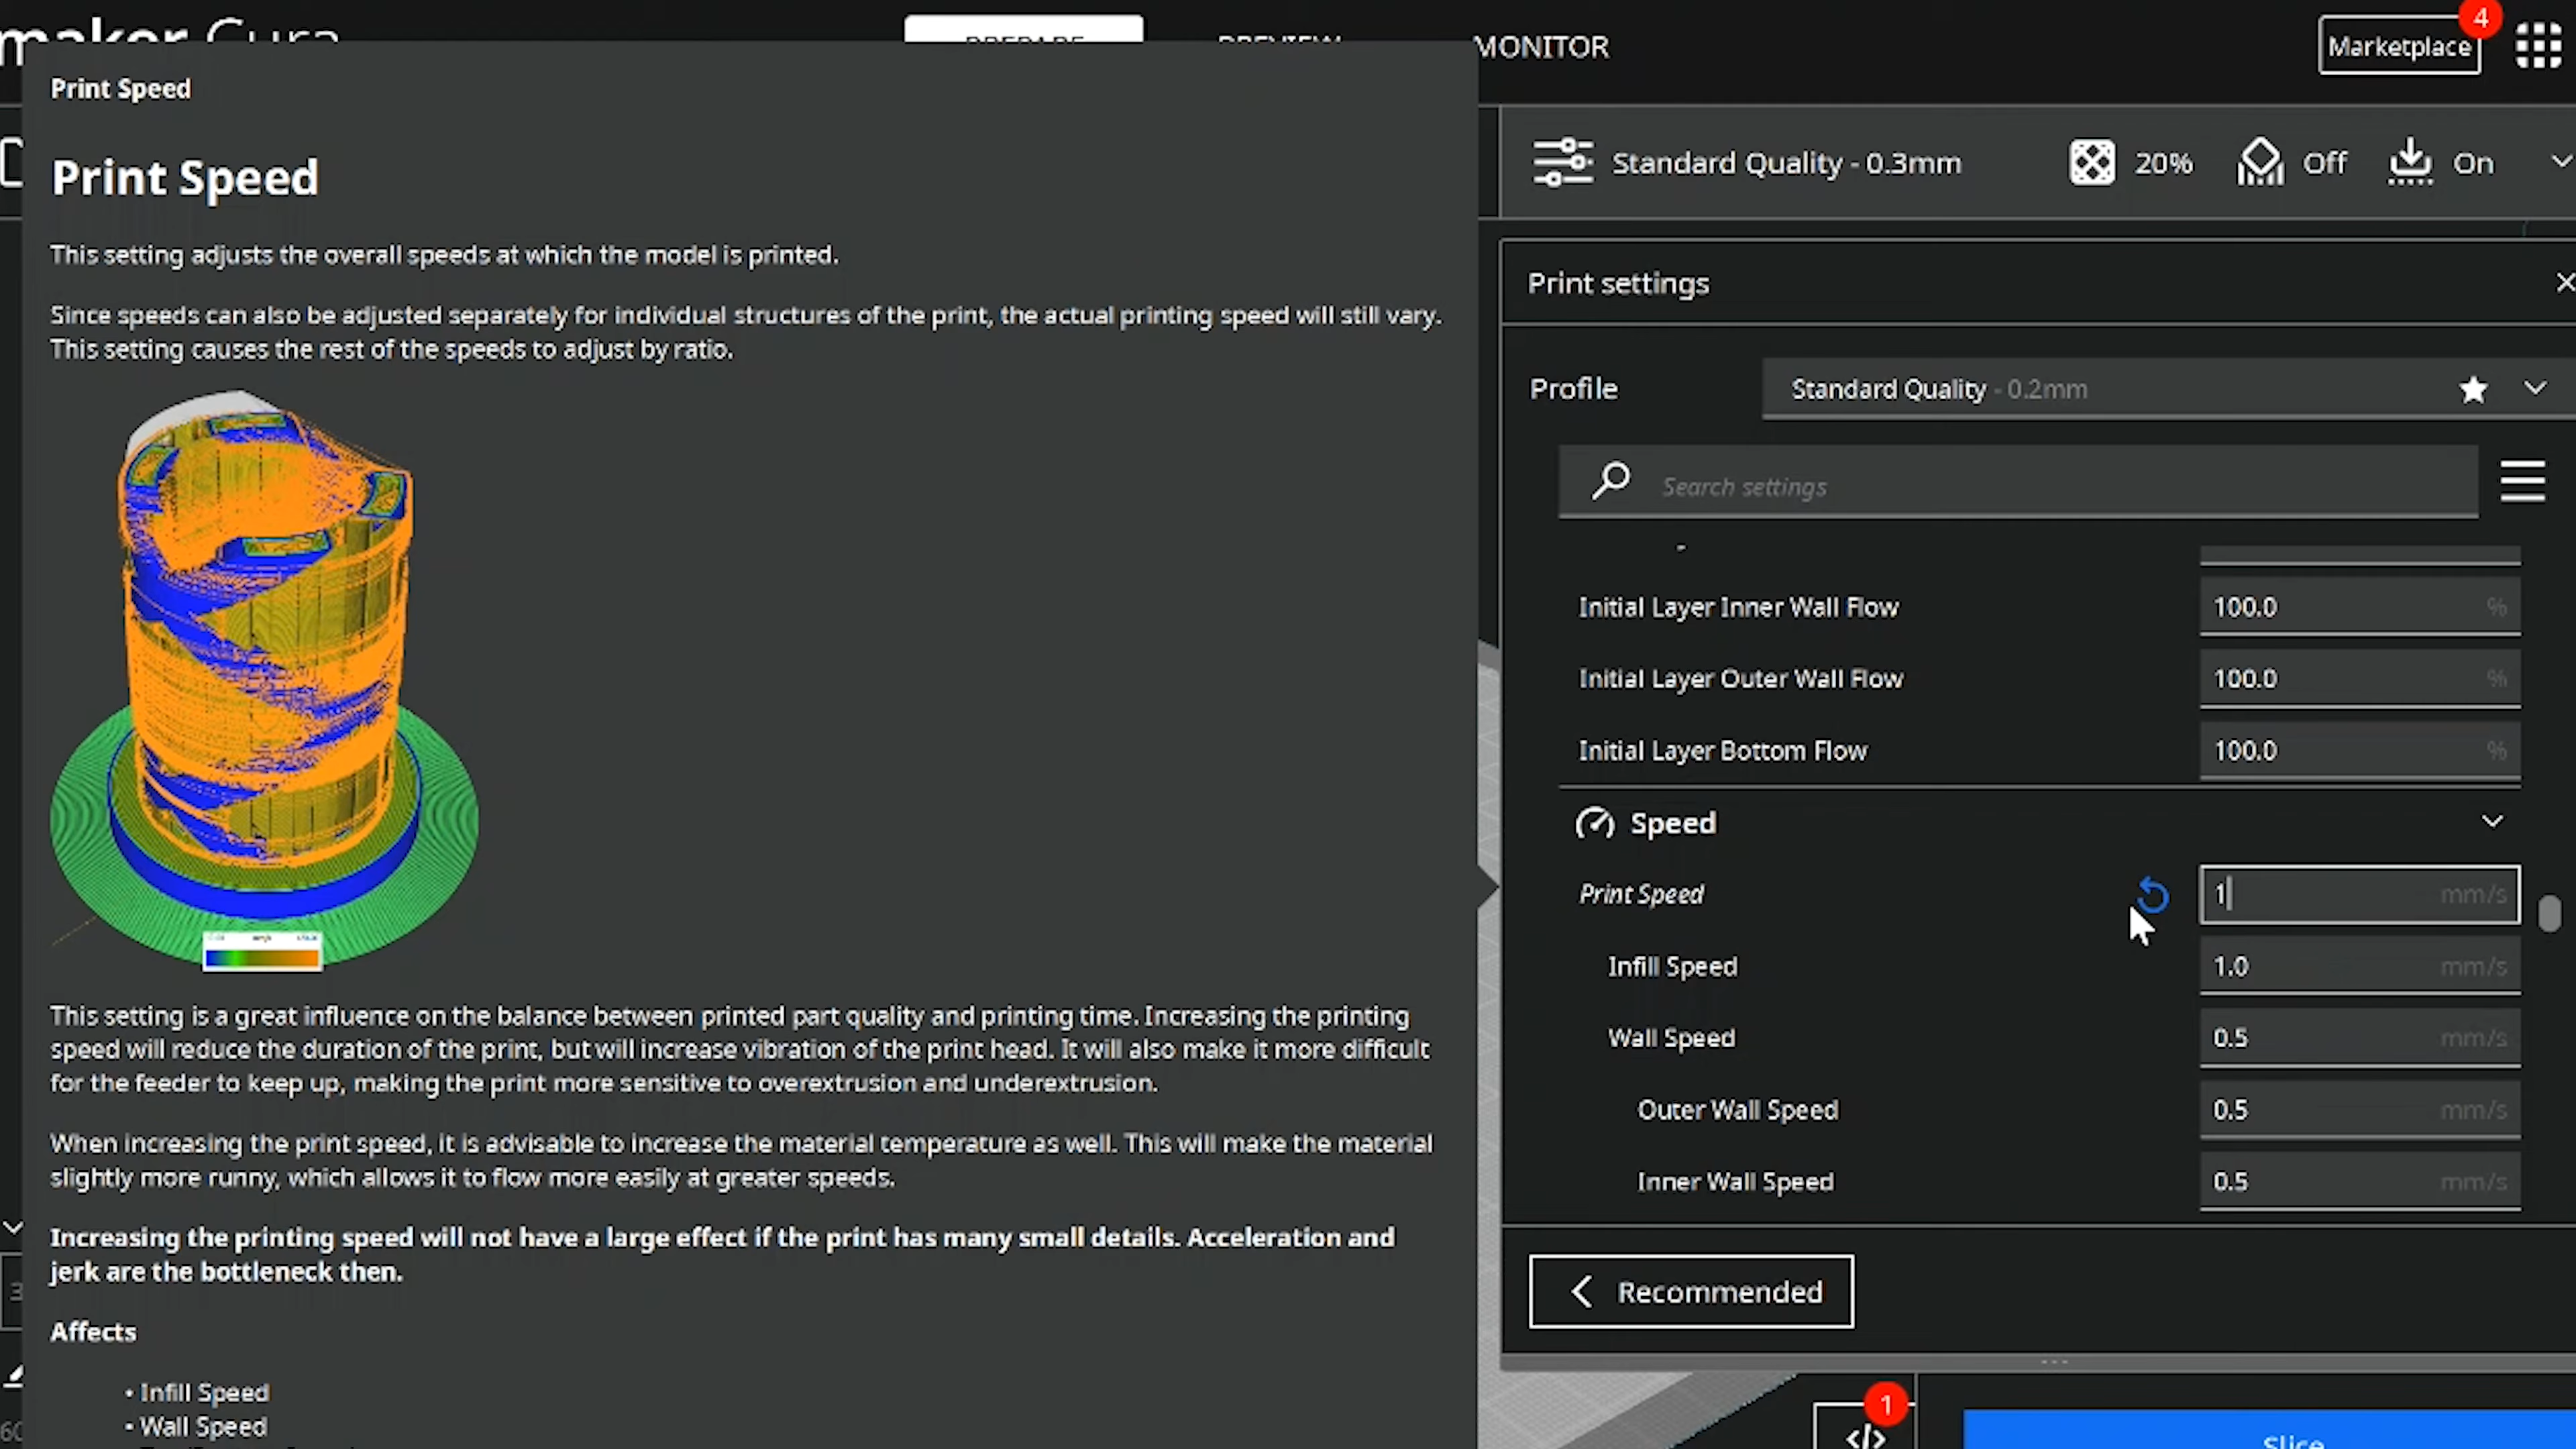 maker Cura
PREPARE
PREVIEW
MONITOR
Marketplace
4
Print Speed
Print Speed
This setting adjusts the overall speeds at which the model is printed.
Since speeds can also be adjusted separately for individual structures of the print, the actual printing speed will still vary.
This setting causes the rest of the speeds to adjust by ratio.
This setting is a great influence on the balance between printed part quality and printing time. Increasing the printing
speed will reduce the duration of the print, but will increase vibration of the print head. It will also make it more difficult
for the feeder to keep up, making the print more sensitive to overextrusion and underextrusion.
When increasing the print speed, it is advisable to increase the material temperature as well. This will make the material
slightly more runny, which allows it to flow more easily at greater speeds.
Increasing the printing speed will not have a large effect if the print has many small details. Acceleration and
jerk are the bottleneck then.
Affects
• Infill Speed
• Wall Speed
Standard Quality - 0.3mm
20%
Off
On
Print settings
Profile
Standard Quality - 0.2mm
Search settings
Initial Layer Inner Wall Flow 100.0 %
Initial Layer Outer Wall Flow 100.0 %
Initial Layer Bottom Flow 100.0 %
Speed
Print Speed 1 mm/s
Infill Speed 1.0 mm/s
Wall Speed 0.5 mm/s
Outer Wall Speed 0.5 mm/s
Inner Wall Speed 0.5 mm/s
Recommended
1
</>
Slice